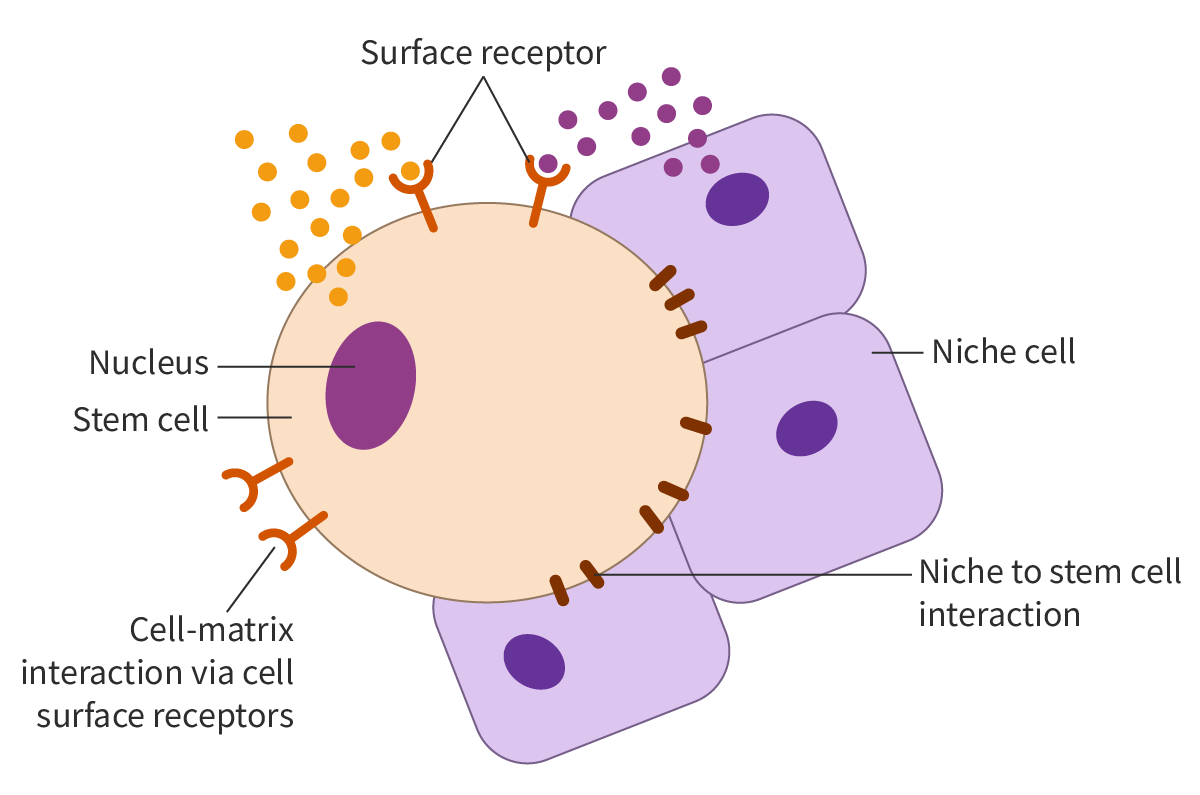 Surface receptor
Nucleus
Stem cell
Niche cell
Niche to stem cell
interaction
Cell-matrix
interaction via cell
surface receptors